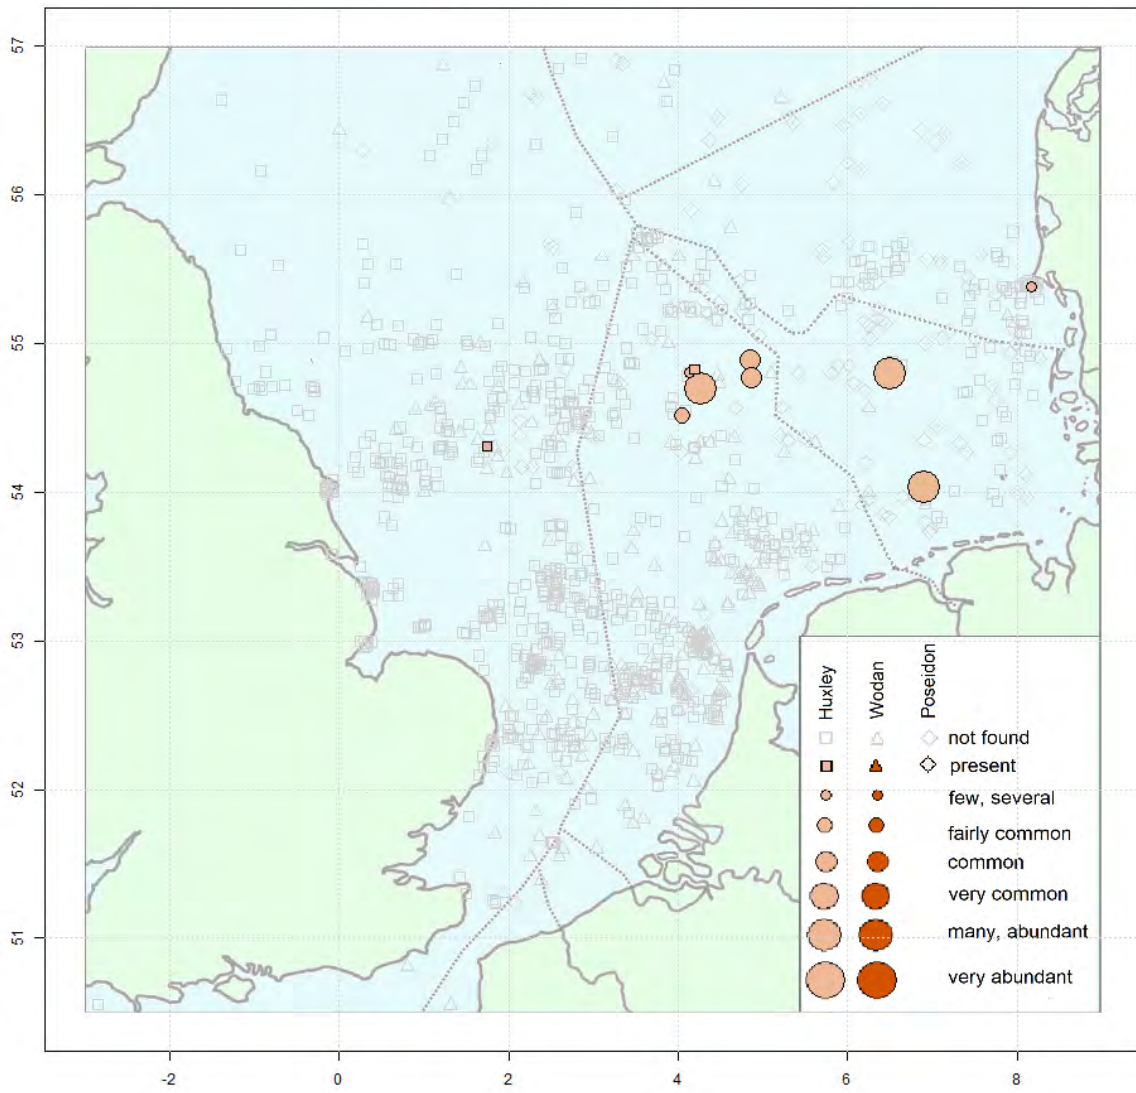 57
56
55
54
53
52
51
Huxley Wodan Poseidon
not found
present
few, several
fairly common
common
very common
many, abundant
very abundant
-2 0 2 4 6 8